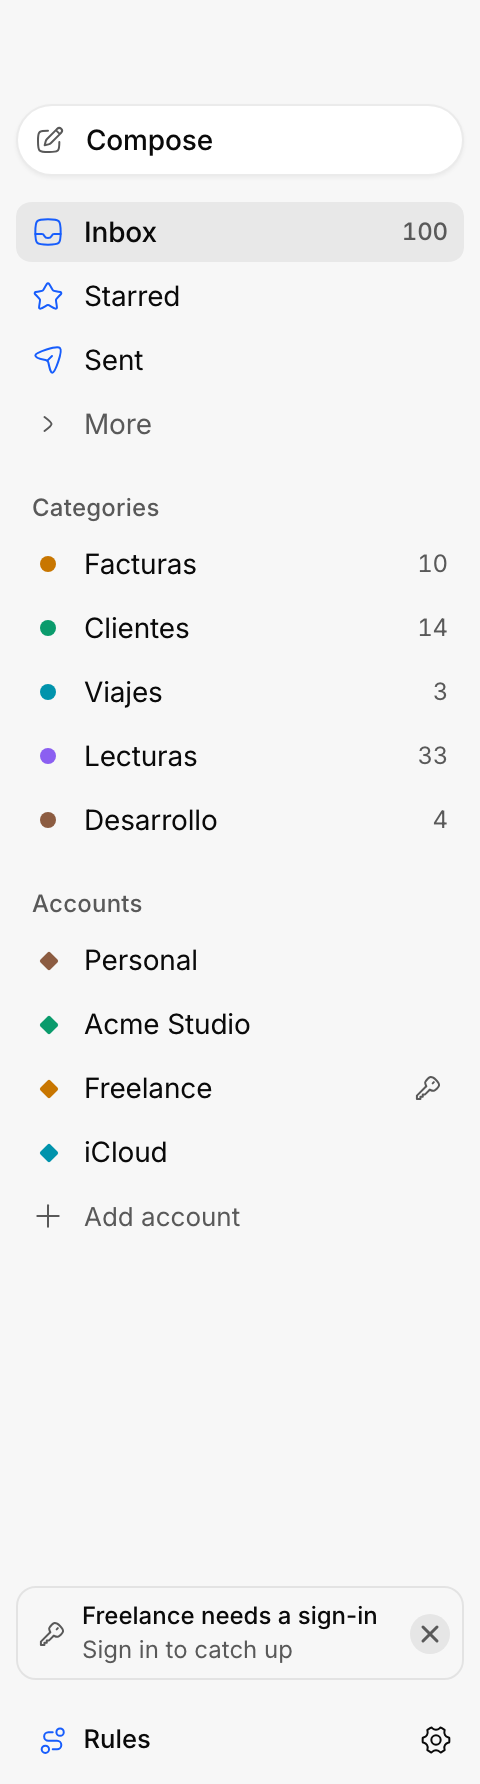 Compose
Inbox 100
Starred
Sent
More
Categories
Facturas 10
Clientes 14
Viajes 3
Lecturas 33
Desarrollo 4
Accounts
Personal
Acme Studio
Freelance
iCloud
Add account
Freelance needs a sign-in
Sign in to catch up
Rules